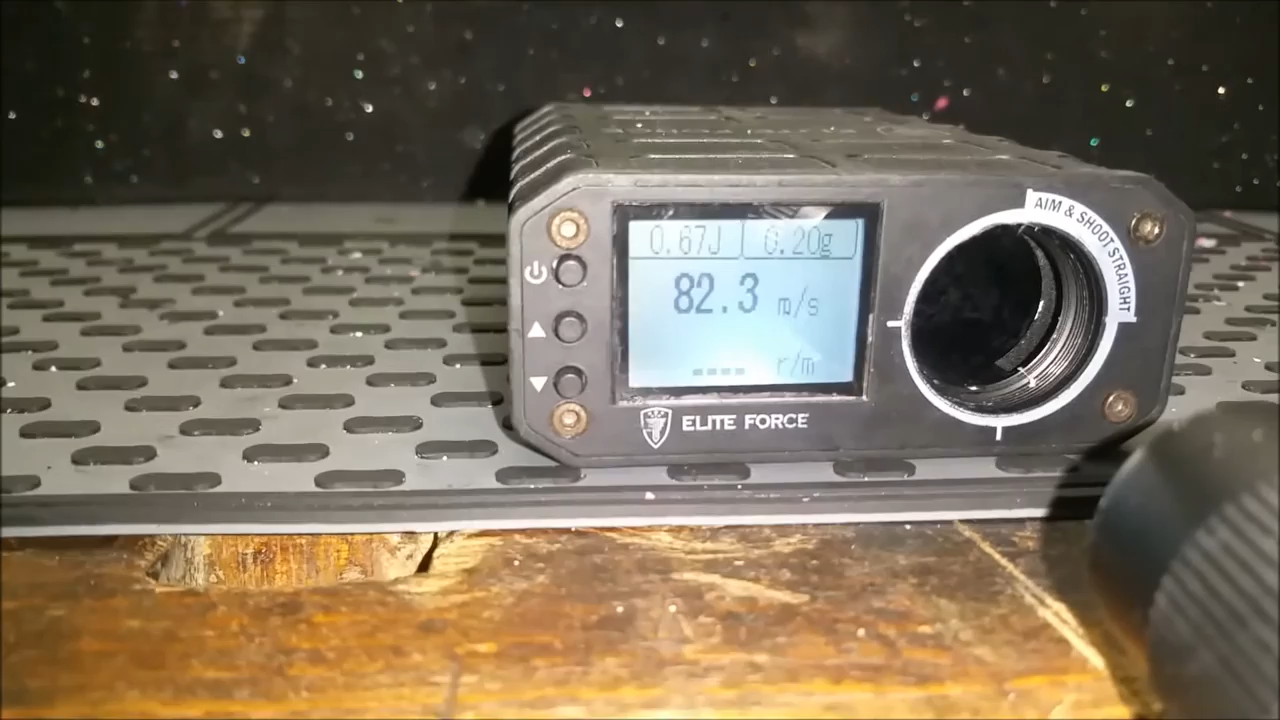 0.67J 0.20g
82.3 m/s
---- r/m
ELITE FORCE
AIM & SHOOT STRAIGHT